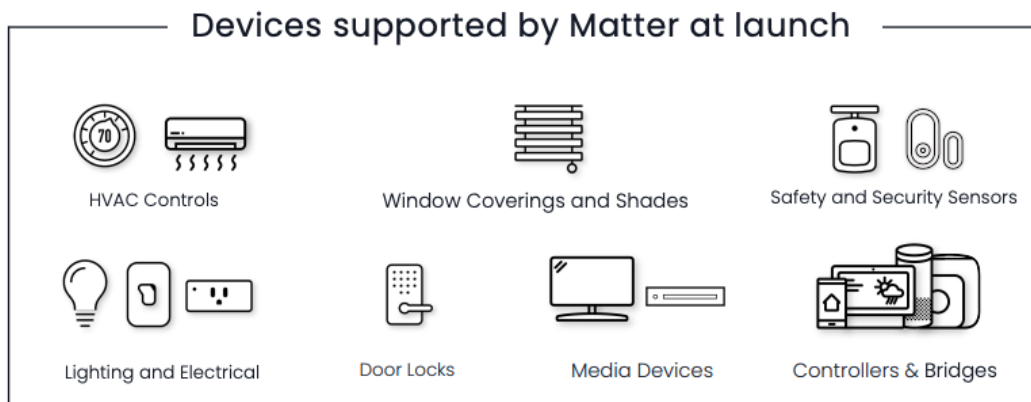 Devices supported by Matter at launch
70
HVAC Controls
Window Coverings and Shades
Safety and Security Sensors
Lighting and Electrical
Door Locks
Media Devices
Controllers & Bridges